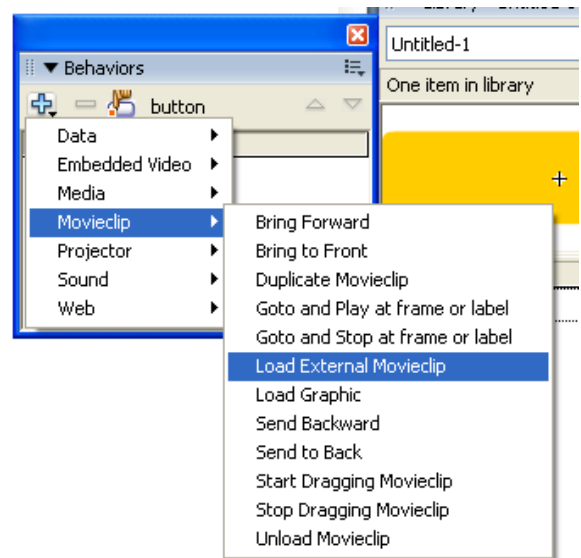 Untitled-1
Behaviors
One item in library
button
Data
Embedded Video
Media
Movieclip
Projector
Sound
Web
Bring Forward
Bring to Front
Duplicate Movieclip
Goto and Play at frame or label
Goto and Stop at frame or label
Load External Movieclip
Load Graphic
Send Backward
Send to Back
Start Dragging Movieclip
Stop Dragging Movieclip
Unload Movieclip